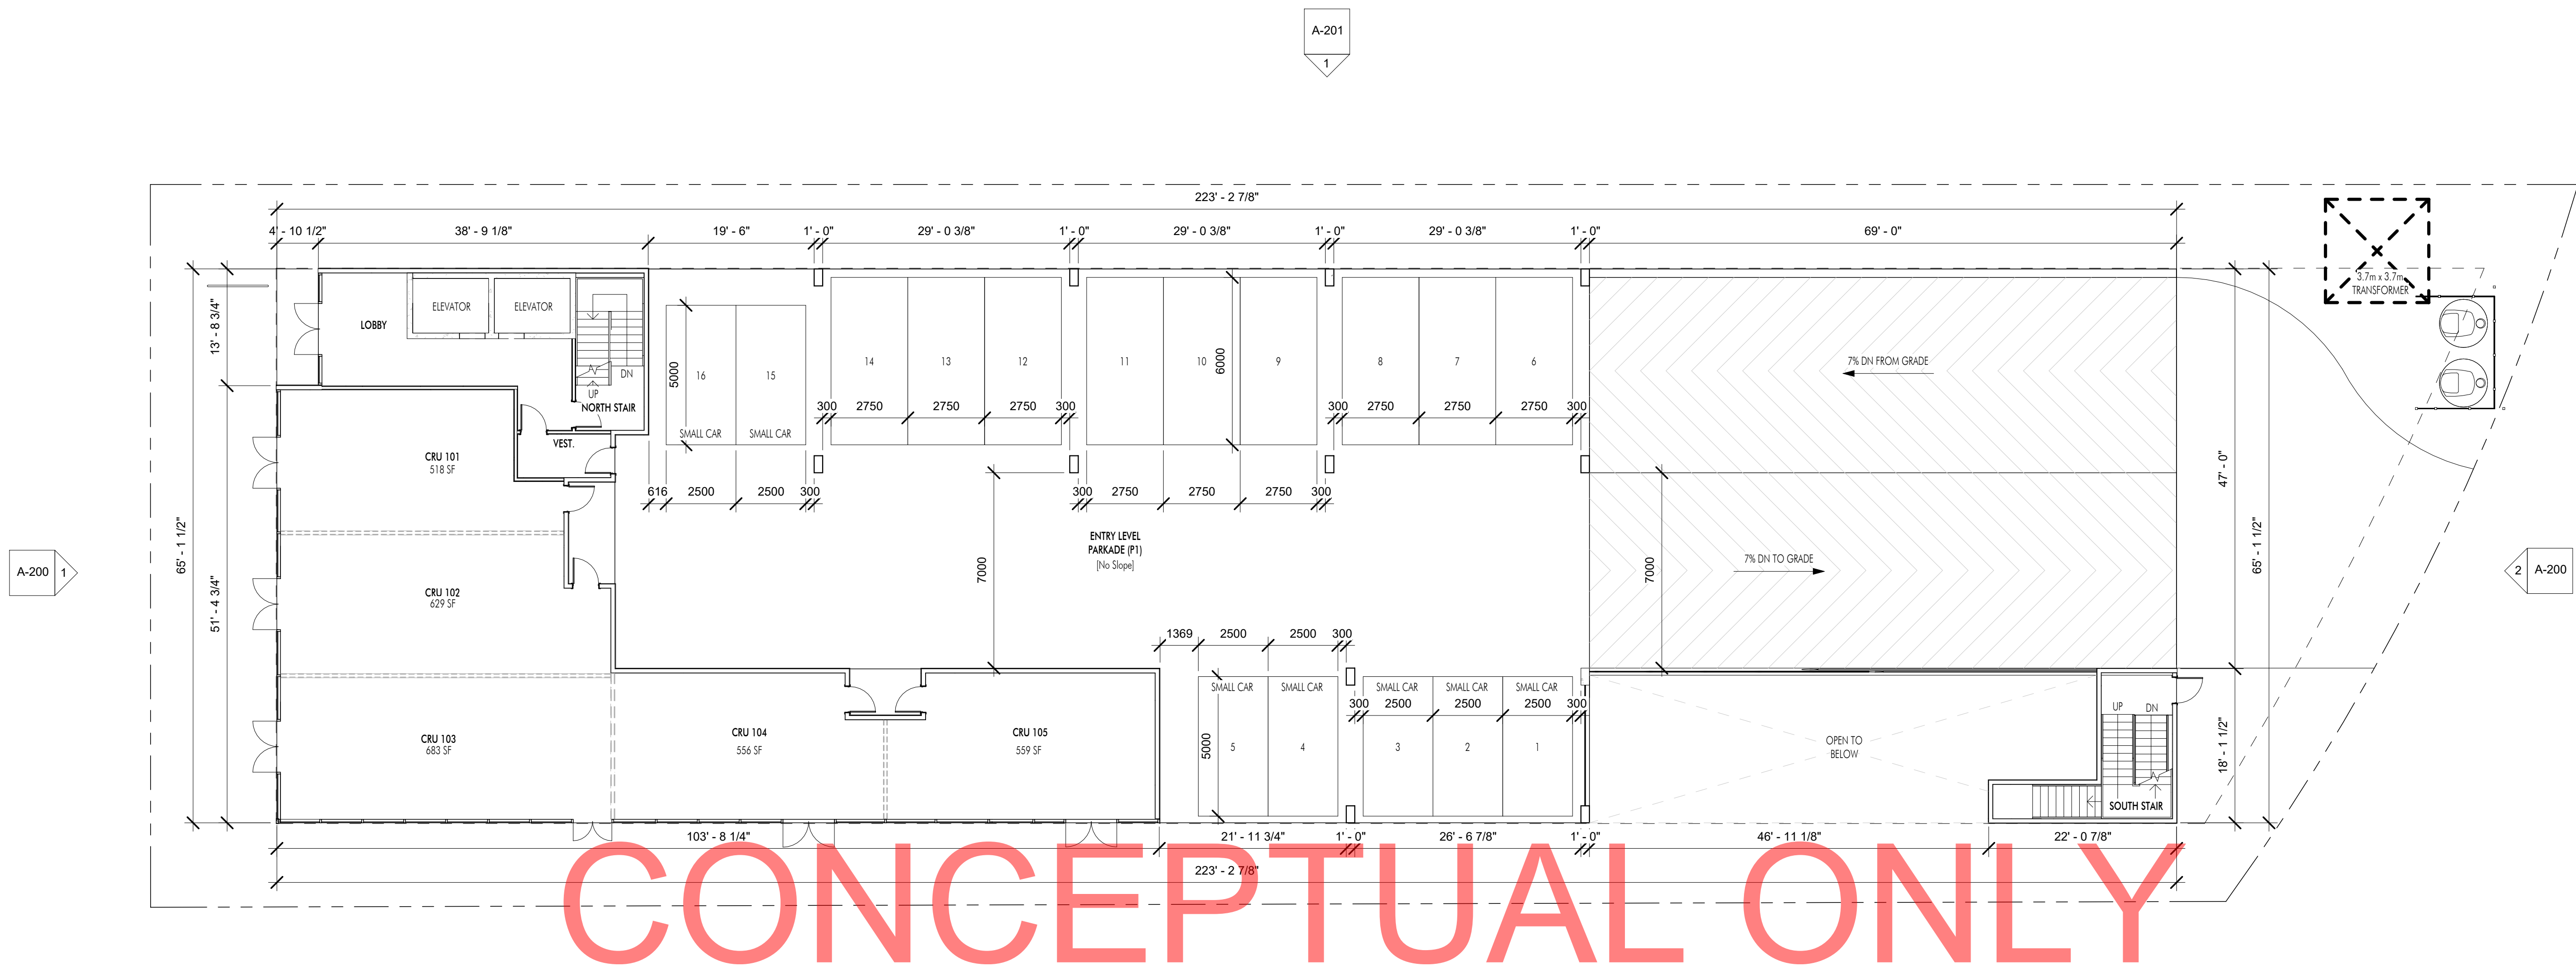 A-201
1
223' - 2 7/8"
4' - 10 1/2"
38' - 9 1/8"
19' - 6"
1' - 0"
29' - 0 3/8"
1' - 0"
29' - 0 3/8"
1' - 0"
29' - 0 3/8"
1' - 0"
69' - 0"
3.7m x 3.7m
TRANSFORMER
13' - 8 3/4"
LOBBY
ELEVATOR
ELEVATOR
UP
DN
NORTH STAIR
VEST.
5000
16
15
SMALL CAR
SMALL CAR
14
13
12
300
2750
2750
2750
300
11
10
9
6000
8
7
6
300
2750
2750
2750
300
7% DN FROM GRADE
616
2500
2500
300
300
2750
2750
2750
300
CRU 101
518 SF
47' - 0"
65' - 1 1/2"
51' - 4 3/4"
65' - 1 1/2"
A-200
1
2
A-200
ENTRY LEVEL
PARKADE (P1)
[No Slope]
7000
7% DN TO GRADE
7000
CRU 102
629 SF
1369
2500
2500
300
SMALL CAR
SMALL CAR
SMALL CAR
SMALL CAR
SMALL CAR
300
2500
2500
2500
300
5000
5
4
3
2
1
CRU 103
683 SF
CRU 104
556 SF
CRU 105
559 SF
OPEN TO
BELOW
UP
DN
SOUTH STAIR
18' - 1 1/2"
103' - 8 1/4"
21' - 11 3/4"
1' - 0"
26' - 6 7/8"
1' - 0"
46' - 11 1/8"
22' - 0 7/8"
223' - 2 7/8"
CONCEPTUAL ONLY